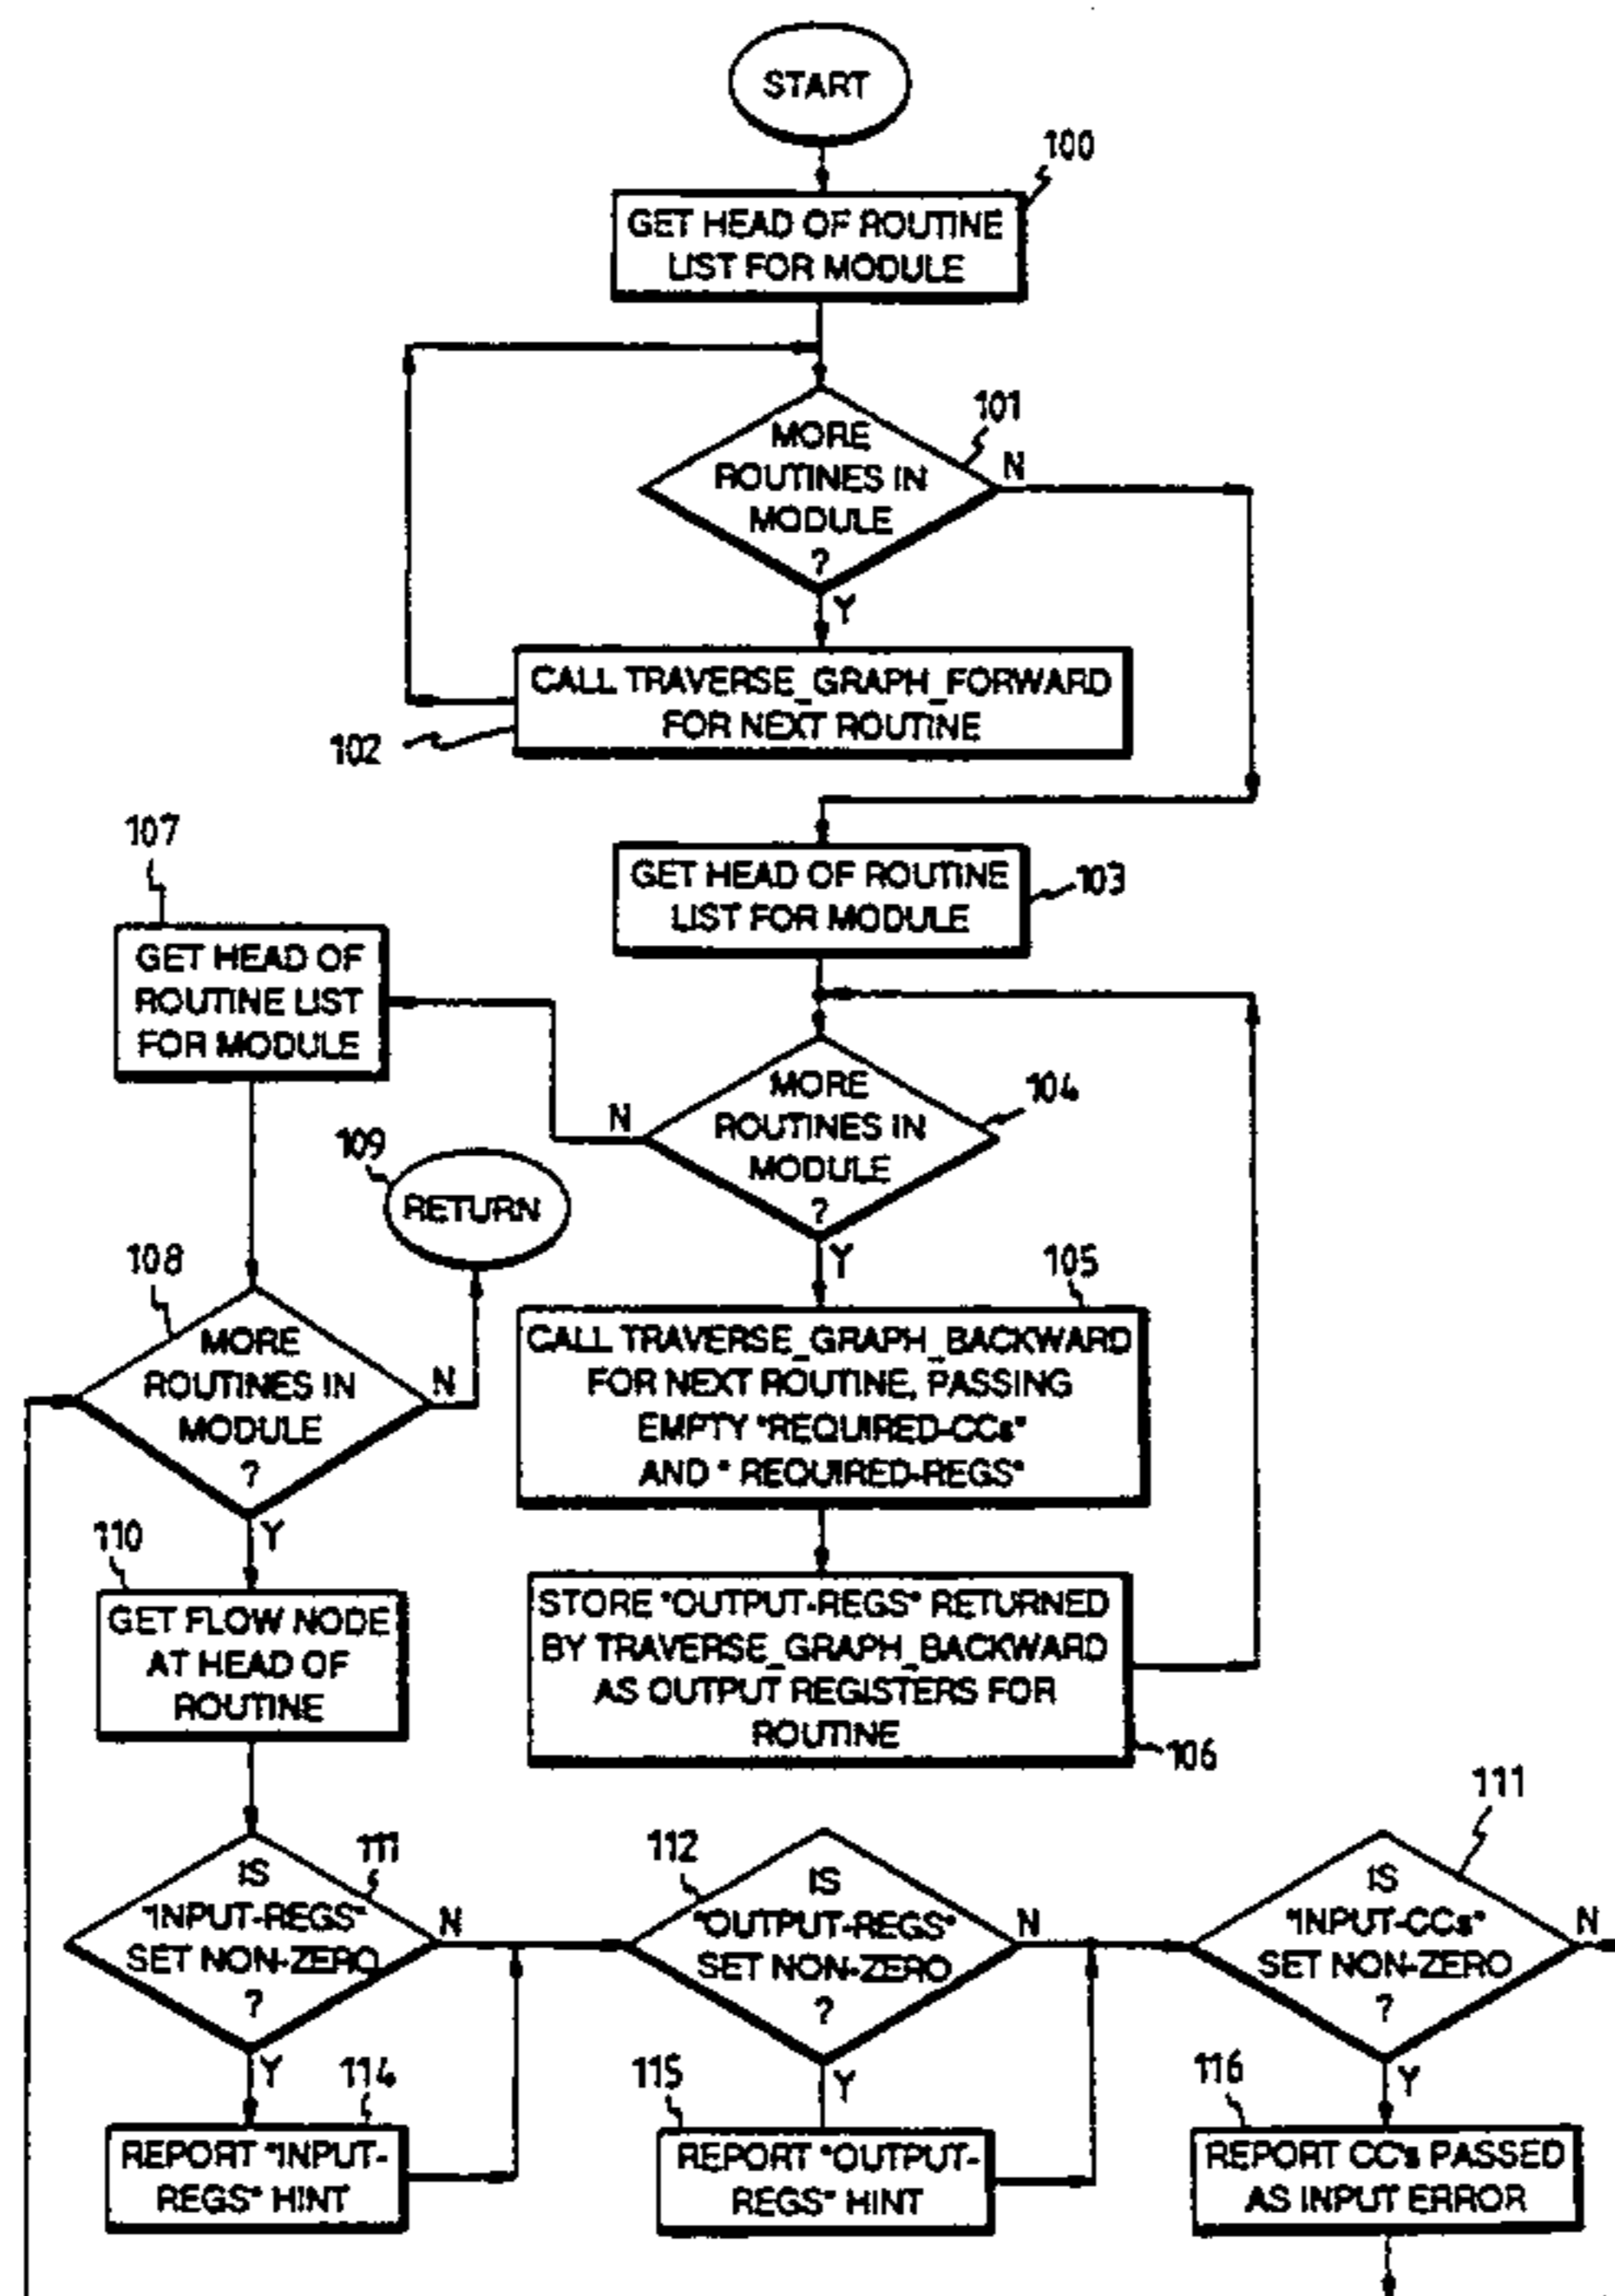 START
100
GET HEAD OF ROUTINE
LIST FOR MODULE
101
MORE
ROUTINES IN
MODULE
?
N
Y
CALL TRAVERSE_GRAPH_FORWARD
FOR NEXT ROUTINE
102
107
GET HEAD OF ROUTINE
LIST FOR MODULE
103
GET HEAD OF
ROUTINE LIST
FOR MODULE
MORE
ROUTINES IN
MODULE
?
104
N
Y
109
RETURN
108
MORE
ROUTINES IN
MODULE
?
N
Y
105
CALL TRAVERSE_GRAPH_BACKWARD
FOR NEXT ROUTINE, PASSING
EMPTY "REQUIRED-CCs"
AND " REQUIRED-REGS"
110
GET FLOW NODE
AT HEAD OF
ROUTINE
STORE "OUTPUT-REGS" RETURNED
BY TRAVERSE_GRAPH_BACKWARD
AS OUTPUT REGISTERS FOR
ROUTINE
106
111
IS
"INPUT-REGS"
SET NON-ZERO
?
N
Y
112
IS
"OUTPUT-REGS"
SET NON-ZERO
?
N
Y
111
IS
"INPUT-CCs"
SET NON-ZERO
?
N
Y
114
REPORT "INPUT-
REGS" HINT
115
REPORT "OUTPUT-
REGS" HINT
116
REPORT CC's PASSED
AS INPUT ERROR